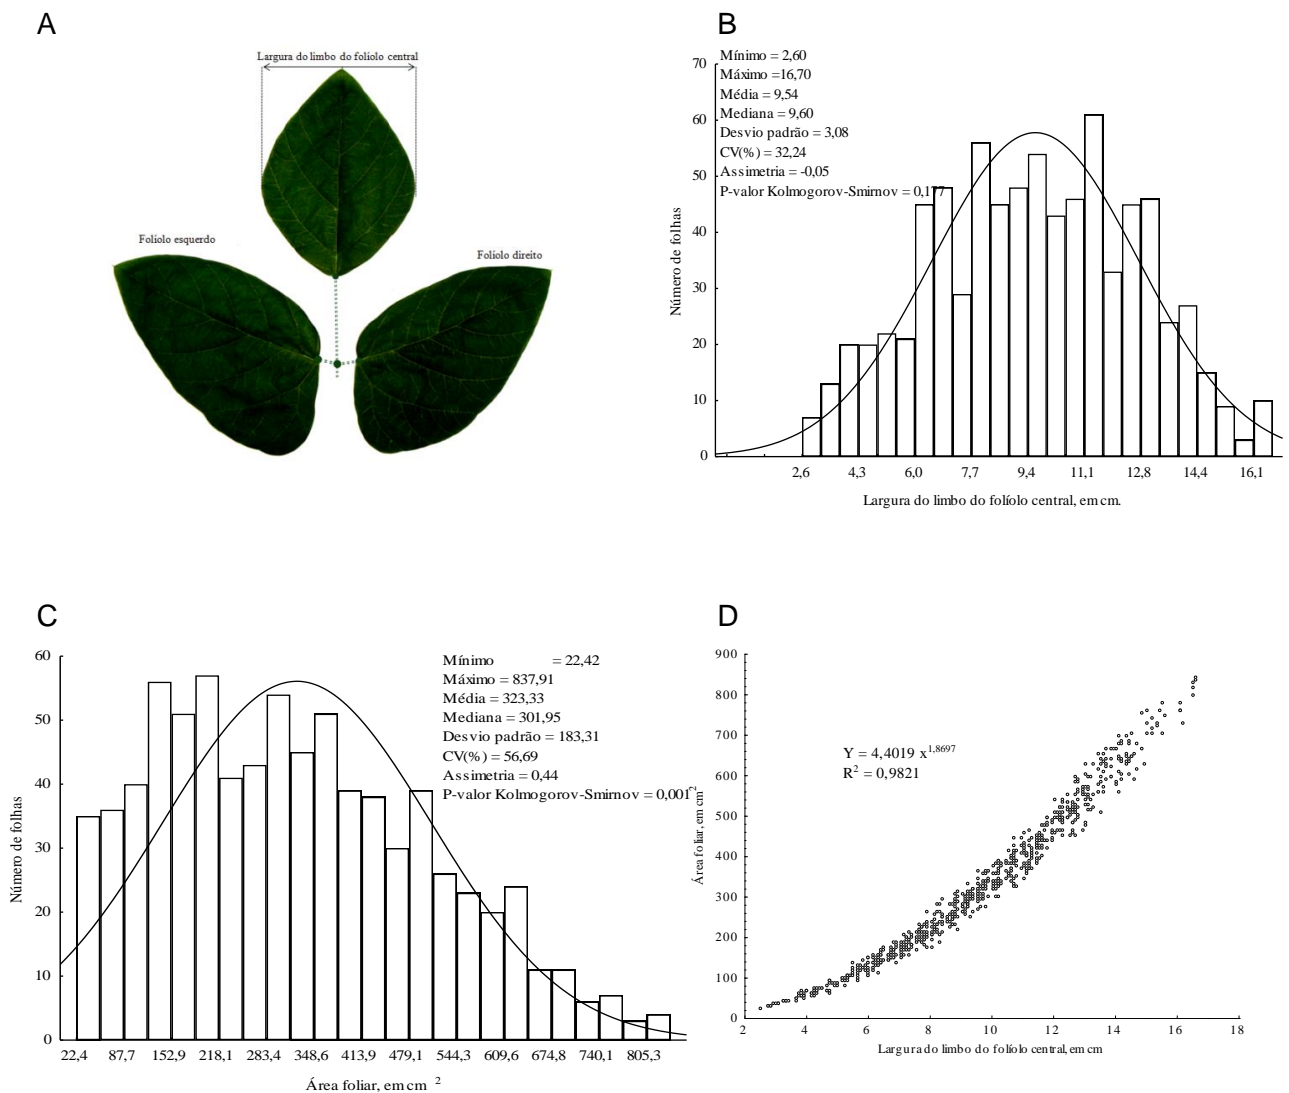 A
Largura do limbo do folíolo central
Folíolo esquerdo
Folíolo direito
B
Mínimo = 2,60
Máximo =16,70
Média = 9,54
Mediana = 9,60
Desvio padrão = 3,08
CV(%) = 32,24
Assimetria = -0,05
P-valor Kolmogorov-Smirnov = 0,177
70
60
50
40
30
20
10
0
Número de folhas
2,6 4,3 6,0 7,7 9,4 11,1 12,8 14,4 16,1
Largura do limbo do folíolo central, em cm.
C
Mínimo = 22,42
Máximo = 837,91
Média = 323,33
Mediana = 301,95
Desvio padrão = 183,31
CV(%) = 56,69
Assimetria = 0,44
P-valor Kolmogorov-Smirnov = 0,001
60
50
40
30
20
10
0
Número de folhas
22,4 87,7 152,9 218,1 283,4 348,6 413,9 479,1 544,3 609,6 674,8 740,1 805,3
Área foliar, em cm 2
D
900
800
700
600
500
400
300
200
100
0
Área foliar, em cm2
Y = 4,4019 x1,8697
R2 = 0,9821
2 4 6 8 10 12 14 16 18
Largura do limbo do folíolo central, em cm